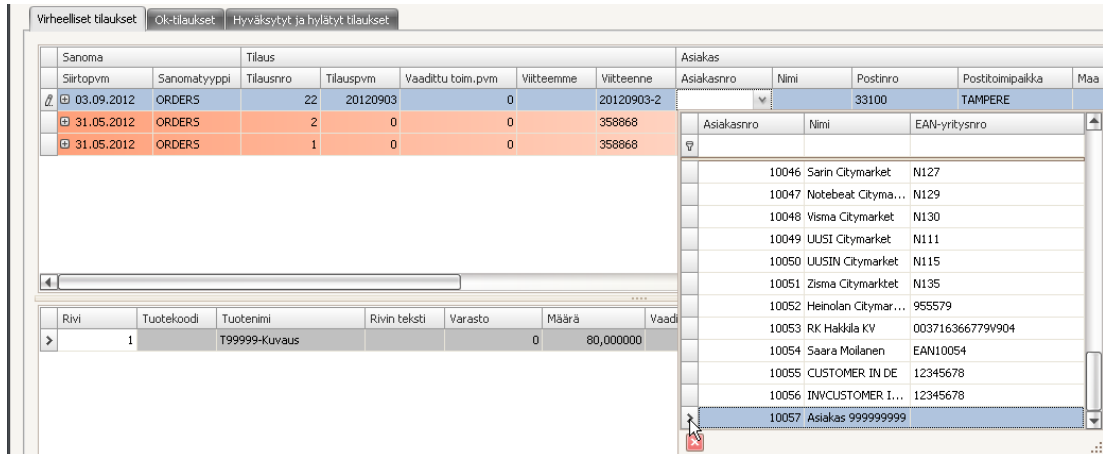 Virheelliset tilaukset Ok-tilaukset Hyväksytyt ja hylätyt tilaukset
Sanoma Tilaus Asiakas
Siirtopvm Sanomatyyppi Tilausnro Tilauspvm Vaadittu toim.pvm Viitteemme Viitteenne Asiakasnro Nimi Postinro Postitoimipaikka Maa
03.09.2012 ORDERS 22 20120903 0 20120903-2 33100 TAMPERE
31.05.2012 ORDERS 2 0 0 358868
31.05.2012 ORDERS 1 0 0 358868
Asiakasnro Nimi EAN-yritysnro
10046 Sarin Citymarket N127
10047 Notebeat Cityma... N129
10048 Visma Citymarket N130
10049 UUSI Citymarket N111
10050 UUSIN Citymarket N115
10051 Zisma Citymarktet N135
10052 Heinolan Citymar... 955579
10053 RK Hakkila KV 003716366779V904
10054 Saara Moilanen EAN10054
10055 CUSTOMER IN DE 12345678
10056 INVCUSTOMER I... 12345678
10057 Asiakas 999999999
Rivi Tuotekoodi Tuotenimi Rivin teksti Varasto Määrä Vaadi
1 T99999-Kuvaus 0 80,000000